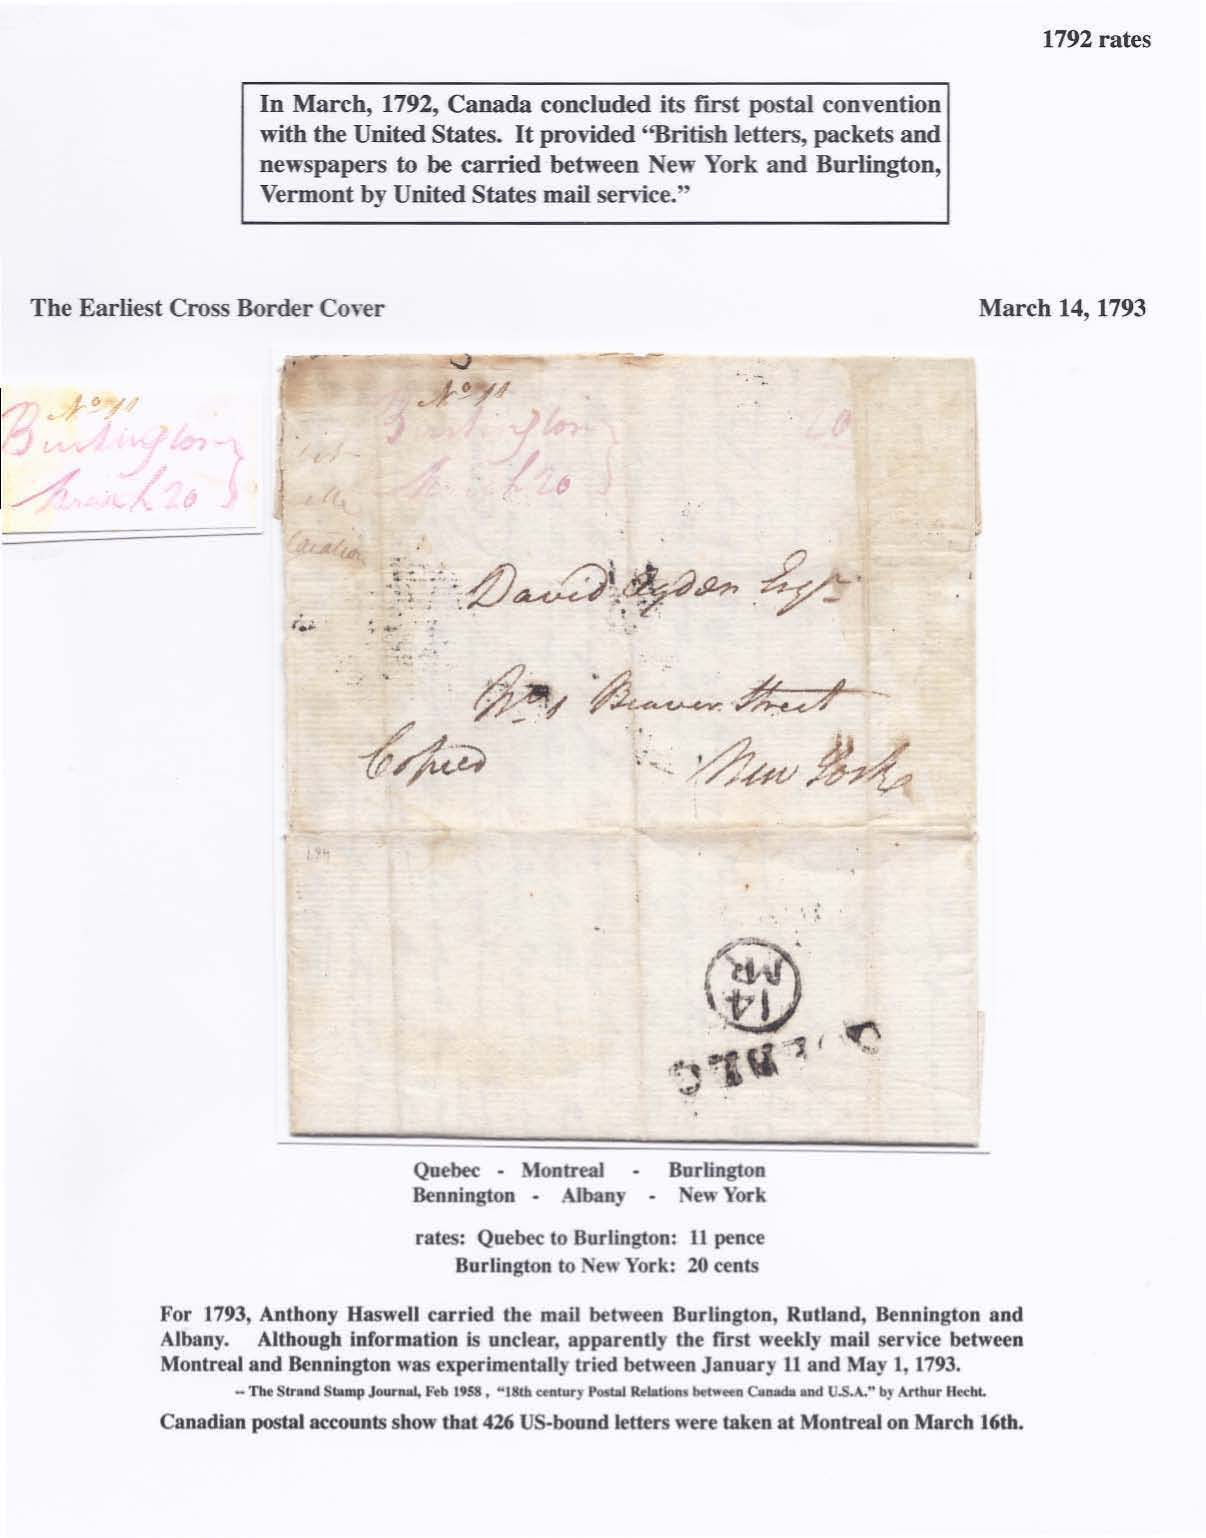 1792 rates
In March, 1792, Canada concluded its first postal convention
with the United States. It provided “British letters, packets and
newspapers to be carried between New York and Burlington,
Vermont by United States mail service.”
The Earliest Cross Border Cover
March 14, 1793
No 11
Burlington
March 20
No 11
Burlington
March 20
20
David Ogden Esqr
No 1 Beaver Street
Copied
New York
14
MR
QUEBEC
Quebec - Montreal - Burlington
Bennington - Albany - New York
rates: Quebec to Burlington: 11 pence
Burlington to New York: 20 cents
For 1793, Anthony Haswell carried the mail between Burlington, Rutland, Bennington and
Albany. Although information is unclear, apparently the first weekly mail service between
Montreal and Bennington was experimentally tried between January 11 and May 1, 1793.
-- The Strand Stamp Journal, Feb 1958 , “18th century Postal Relations between Canada and U.S.A.” by Arthur Hecht.
Canadian postal accounts show that 426 US-bound letters were taken at Montreal on March 16th.